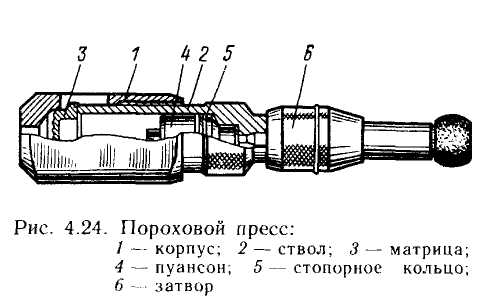 3 1 4 2 5 6
Рис. 4.24. Пороховой пресс:
1 — корпус; 2 — ствол; 3 — матрица;
4 — пуансон; 5 — стопорное кольцо;
6 — затвор